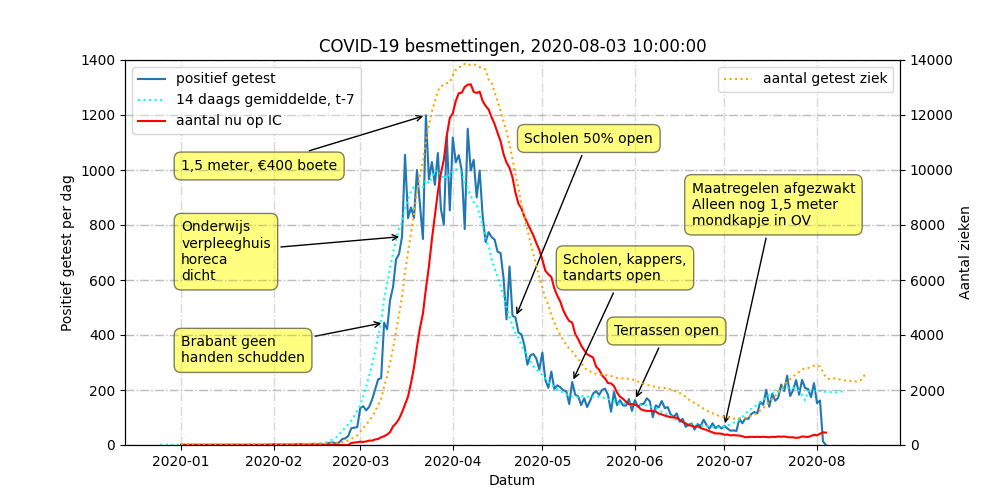 COVID-19 besmettingen, 2020-08-03 10:00:00
positief getest
14 daags gemiddelde, t-7
aantal nu op IC
aantal getest ziek
1400
1200
1000
800
600
400
200
0
Positief getest per dag
14000
12000
10000
8000
6000
4000
2000
0
Aantal zieken
1,5 meter, €400 boete
Scholen 50% open
Maatregelen afgezwakt
Alleen nog 1,5 meter
mondkapje in OV
Onderwijs
verpleeghuis
horeca
dicht
Scholen, kappers,
tandarts open
Terrassen open
Brabant geen
handen schudden
2020-01
2020-02
2020-03
2020-04
2020-05
2020-06
2020-07
2020-08
Datum